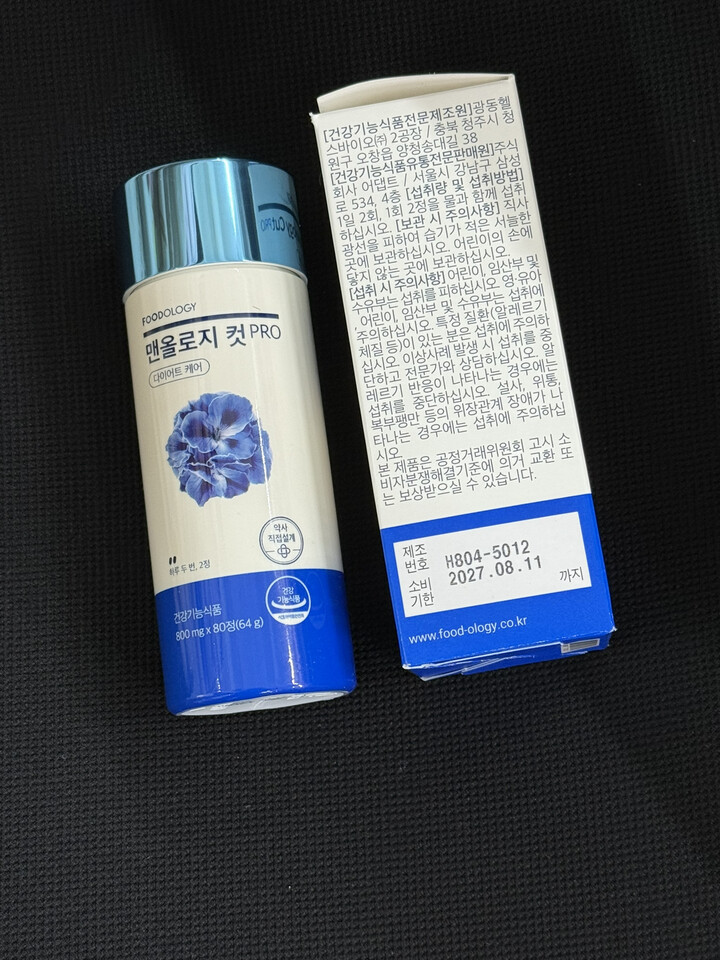 FOODOLOGY
맨올로지 컷 PRO
다이어트 케어
약사
직접설계
하루 두 번, 2정
건강
기능식품
건강기능식품
800 mg x 80정(64 g)
[건강기능식품전문제조원]광동헬
스바이오㈜ 2공장 / 충북 청주시 청
원구 오창읍 양청송대길 38
[건강기능식품유통전문판매원]주식
회사 어댑트 / 서울시 강남구 삼성
로 534, 4층 [섭취량 및 섭취방법]
1일 2회, 1회 2정을 물과 함께 섭취
하십시오. [보관 시 주의사항] 직사
광선을 피하여 습기가 적은 서늘한
곳에 보관하십시오. 어린이의 손에
닿지 않는 곳에 보관하십시오.
[섭취 시 주의사항] 어린이, 임산부 및
수유부는 섭취를 피하십시오. 영·유아
, 어린이, 임산부 및 수유부는 섭취에
주의하십시오. 특정 질환(알레르기
체질 등)이 있는 분은 섭취에 주의하
십시오. 이상사례 발생 시 섭취를 중
단하고 전문가와 상담하십시오. 알
레르기 반응이 나타나는 경우에는
섭취를 중단하십시오. 설사, 위통,
복부팽만 등의 위장관계 장애가 나
타나는 경우에는 섭취에 주의하십
시오.
본 제품은 공정거래위원회 고시 소
비자분쟁해결기준에 의거 교환 또
는 보상받으실 수 있습니다.
제조
번호 H804-5012
소비
기한 2027.08.11 까지
www.food-ology.co.kr